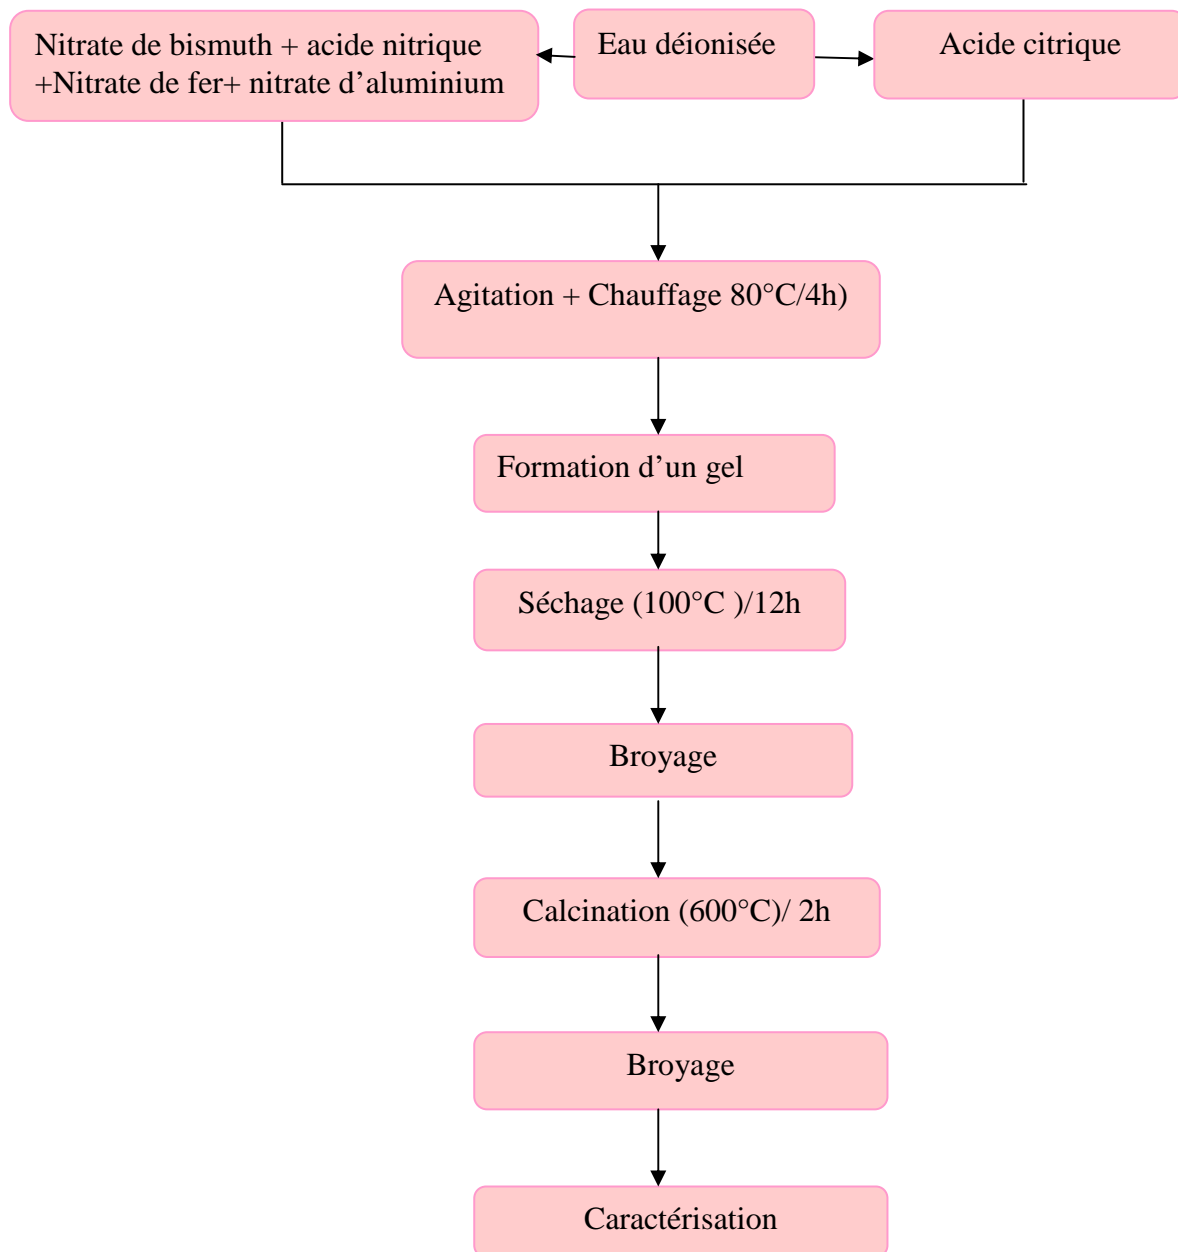 Nitrate de bismuth + acide nitrique
+Nitrate de fer+ nitrate d’aluminium
Eau déionisée
Acide citrique
Agitation + Chauffage 80°C/4h)
Formation d’un gel
Séchage (100°C )/12h
Broyage
Calcination (600°C)/ 2h
Broyage
Caractérisation